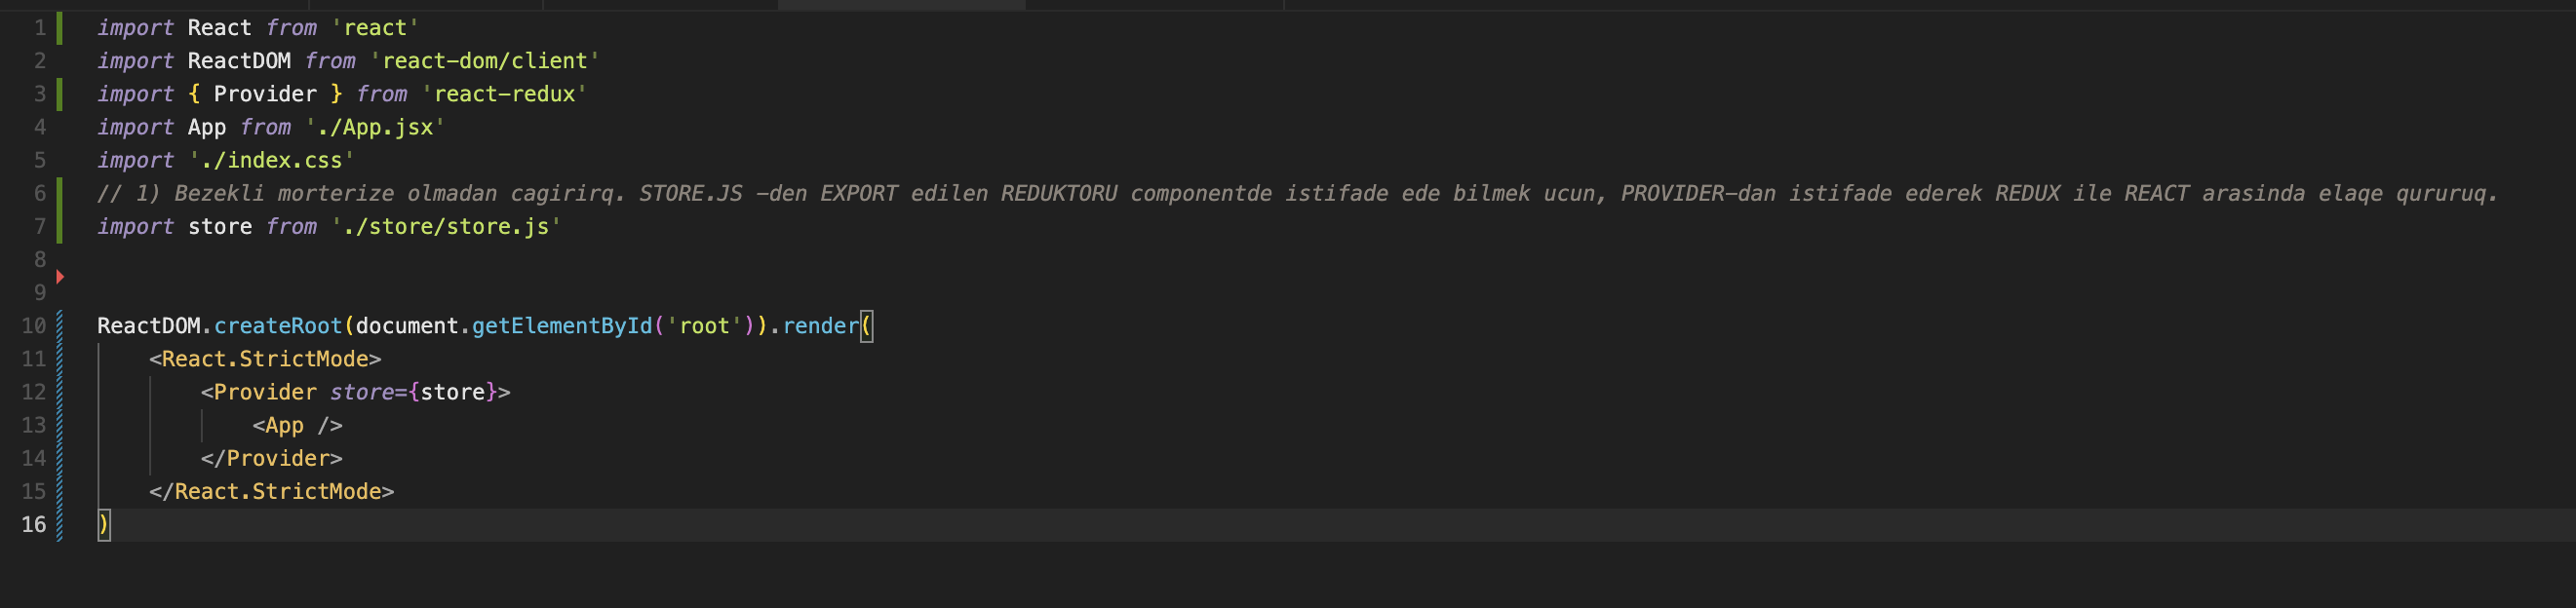 1 import React from 'react'
2 import ReactDOM from 'react-dom/client'
3 import { Provider } from 'react-redux'
4 import App from './App.jsx'
5 import './index.css'
6 // 1) Bezekli morterize olmadan cagirirq. STORE.JS -den EXPORT edilen REDUKTORU componentde istifade ede bilmek ucun, PROVIDER-dan istifade ederek REDUX ile REACT arasinda elaqe qururuq.
7 import store from './store/store.js'
8
9
10 ReactDOM.createRoot(document.getElementById('root')).render(
11     <React.StrictMode>
12         <Provider store={store}>
13             <App />
14         </Provider>
15     </React.StrictMode>
16 )